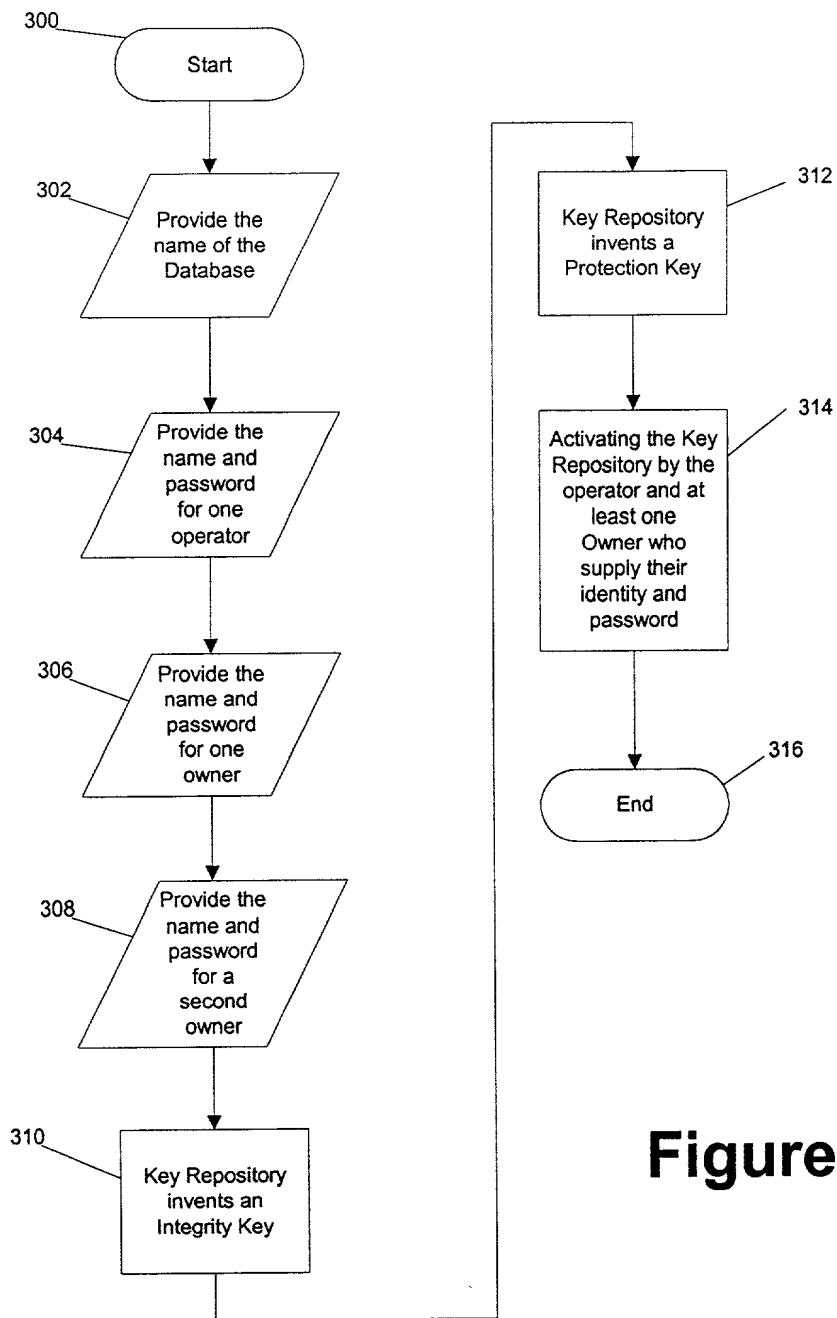 300
Start
302
Provide the
name of the
Database
304
Provide the
name and
password
for one
operator
306
Provide the
name and
password
for one
owner
308
Provide the
name and
password
for a
second
owner
310
Key Repository
invents an
Integrity Key
312
Key Repository
invents a
Protection Key
314
Activating the Key
Repository by the
operator and at
least one
Owner who
supply their
identity and
password
316
End
Figure